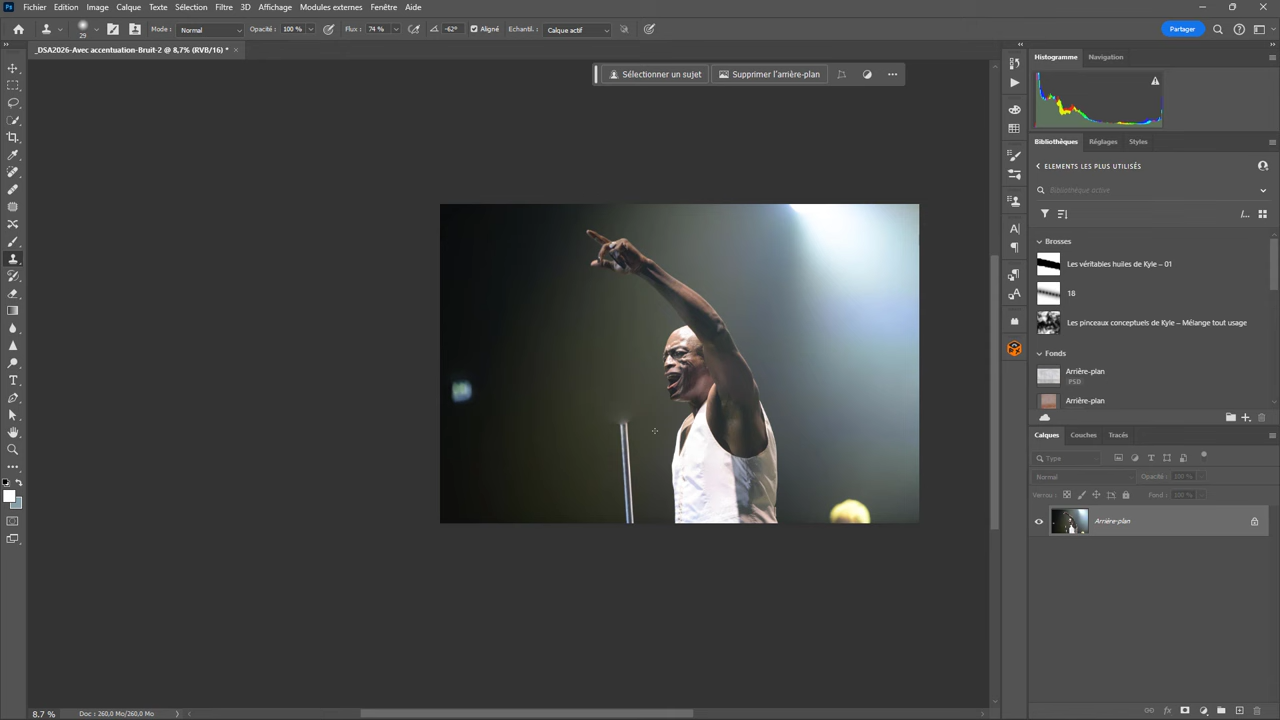 Ps Fichier Edition Image Calque Texte Sélection Filtre 3D Affichage Modules externes Fenêtre Aide
29 Mode : Normal Opacité : 100 % Flux : 74 % -62° Aligné Echantil. : Calque actif Partager
_DSA2026-Avec accentuation-Bruit-2 @ 8,7% (RVB/16) * ×
Sélectionner un sujet Supprimer l'arrière-plan
Histogramme Navigation
Bibliothèques Réglages Styles
ELEMENTS LES PLUS UTILISÉS
Bibliothèque active
Brosses
Les véritables huiles de Kyle – 01
18
Les pinceaux conceptuels de Kyle – Mélange tout usage
Fonds
Arrière-plan
PSD
Arrière-plan
Calques Couches Tracés
Type
Normal Opacité : 100 %
Verrou : Fond : 100 %
Arrière-plan
8.7 % Doc : 260,0 Mo/260,0 Mo